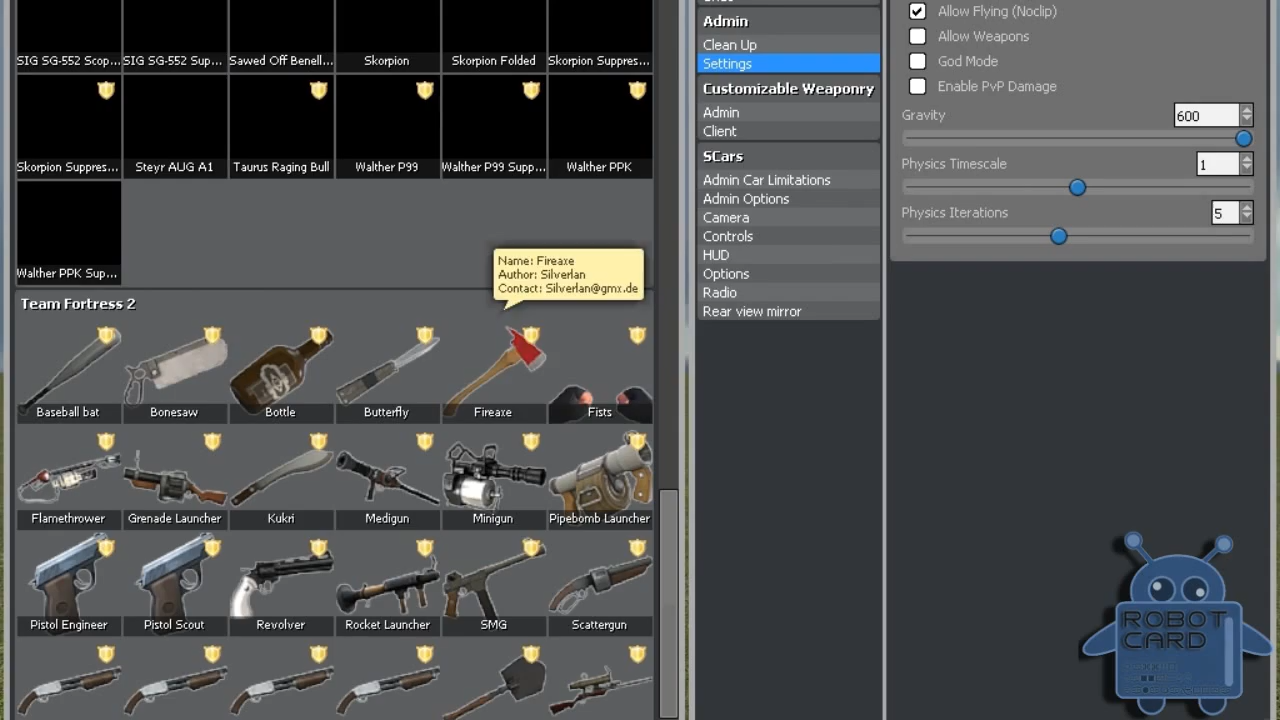 SIG SG-552 Scop...
SIG SG-552 Sup...
Sawed Off Benell...
Skorpion
Skorpion Folded
Skorpion Suppres...
Skorpion Suppres...
Steyr AUG A1
Taurus Raging Bull
Walther P99
Walther P99 Supp...
Walther PPK
Walther PPK Sup...
Name: Fireaxe
Author: Silverlan
Contact: Silverlan@gmx.de
Team Fortress 2
Baseball bat
Bonesaw
Bottle
Butterfly
Fireaxe
Fists
Flamethrower
Grenade Launcher
Kukri
Medigun
Minigun
Pipebomb Launcher
Pistol Engineer
Pistol Scout
Revolver
Rocket Launcher
SMG
Scattergun
Admin
Clean Up
Settings
Customizable Weaponry
Admin
Client
SCars
Admin Car Limitations
Admin Options
Camera
Controls
HUD
Options
Radio
Rear view mirror
Allow Flying (Noclip)
Allow Weapons
God Mode
Enable PvP Damage
Gravity
600
Physics Timescale
1
Physics Iterations
5
ROBOT
CARD